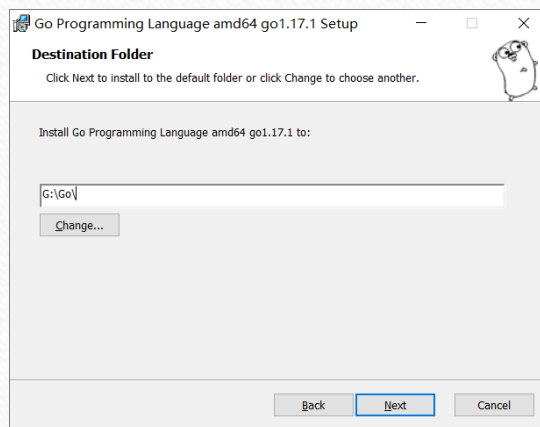 Go Programming Language amd64 go1.17.1 Setup
Destination Folder
Click Next to install to the default folder or click Change to choose another.
Install Go Programming Language amd64 go1.17.1 to:
G:\Go\
Change...
Back Next Cancel